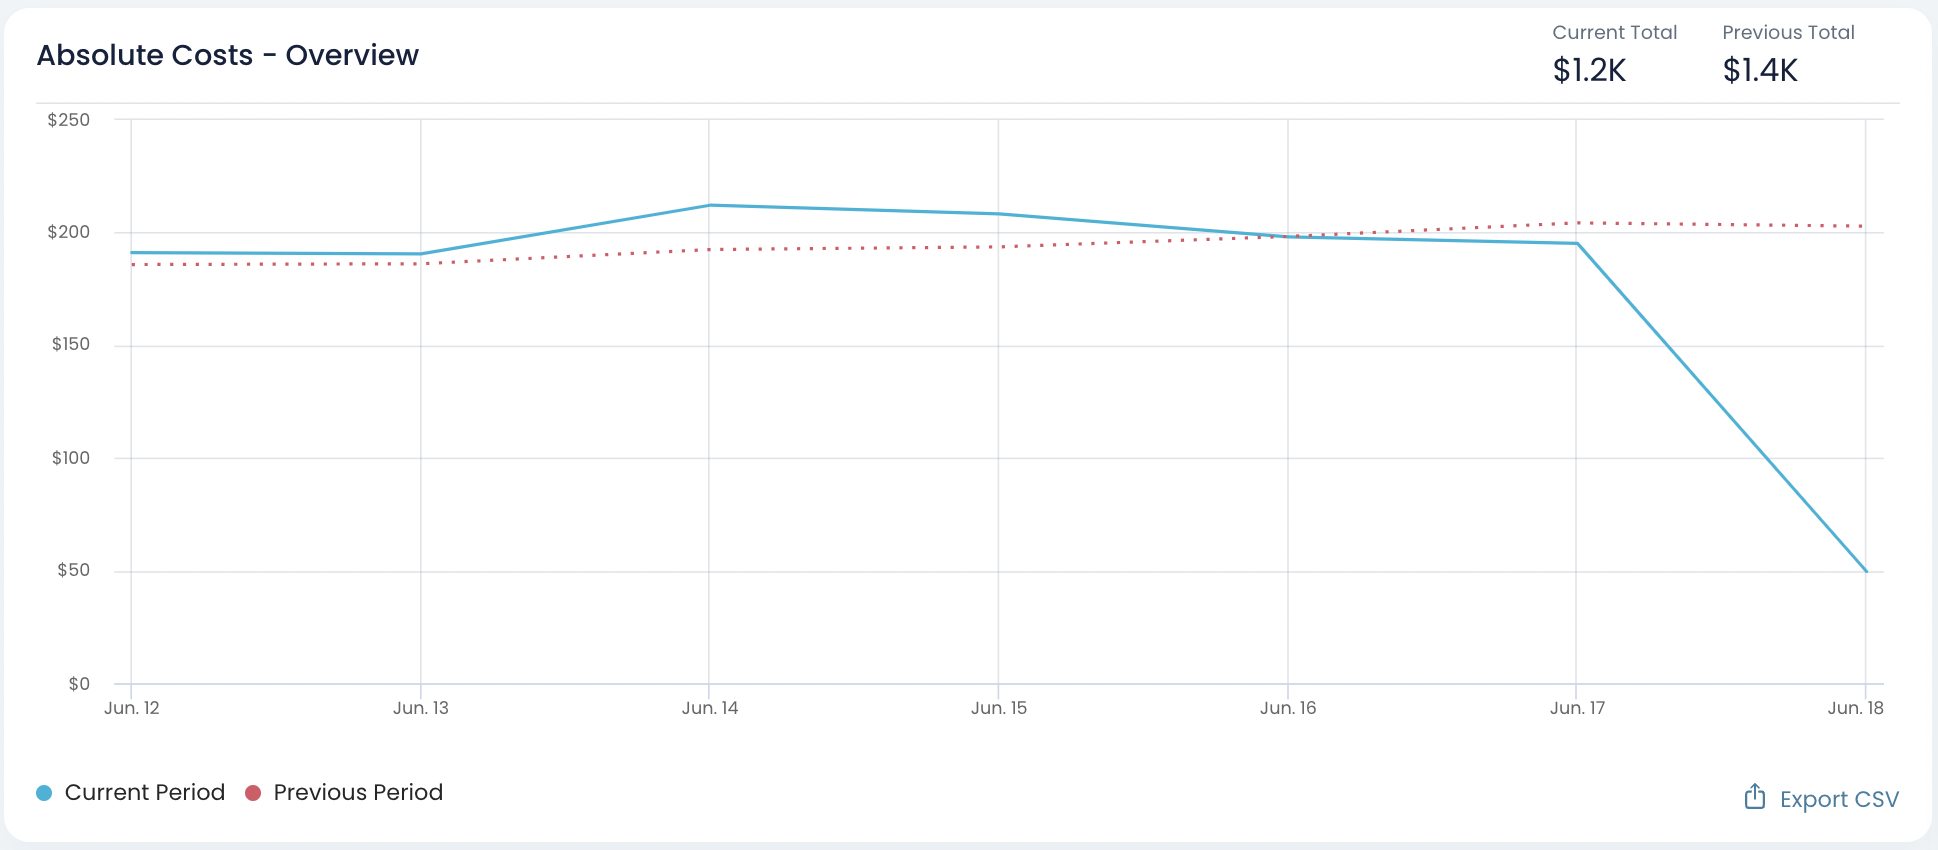 Absolute Costs - Overview
Current Total
$1.2K
Previous Total
$1.4K
$250
$200
$150
$100
$50
$0
Jun. 12
Jun. 13
Jun. 14
Jun. 15
Jun. 16
Jun. 17
Jun. 18
Current Period
Previous Period
Export CSV